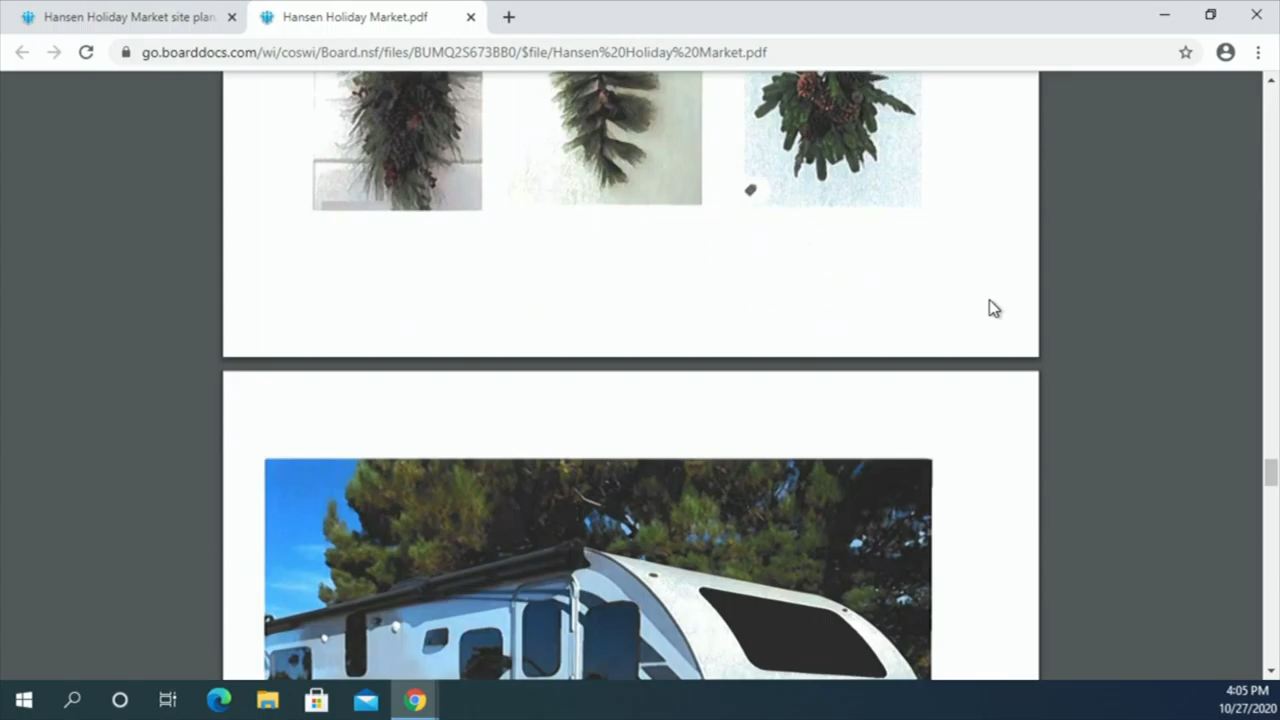 Hansen Holiday Market site plan
Hansen Holiday Market.pdf
go.boarddocs.com/wi/coswi/Board.nsf/files/BUMQ2S673BB0/$file/Hansen%20Holiday%20Market.pdf
4:05 PM
10/27/2020